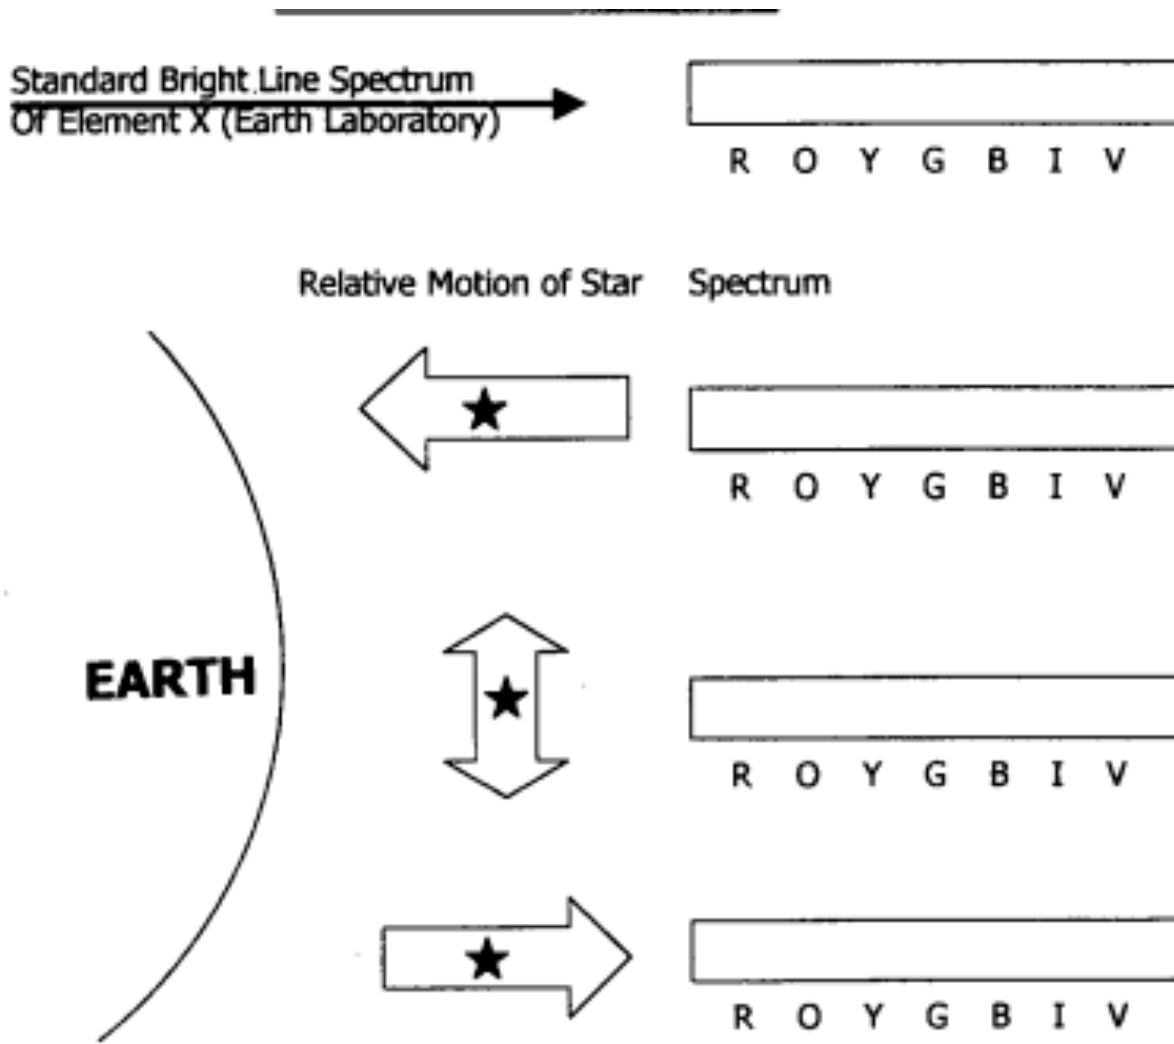 Standard Bright Line Spectrum
Of Element X (Earth Laboratory)
R O Y G B I V
Relative Motion of Star Spectrum
R O Y G B I V
EARTH
R O Y G B I V
R O Y G B I V